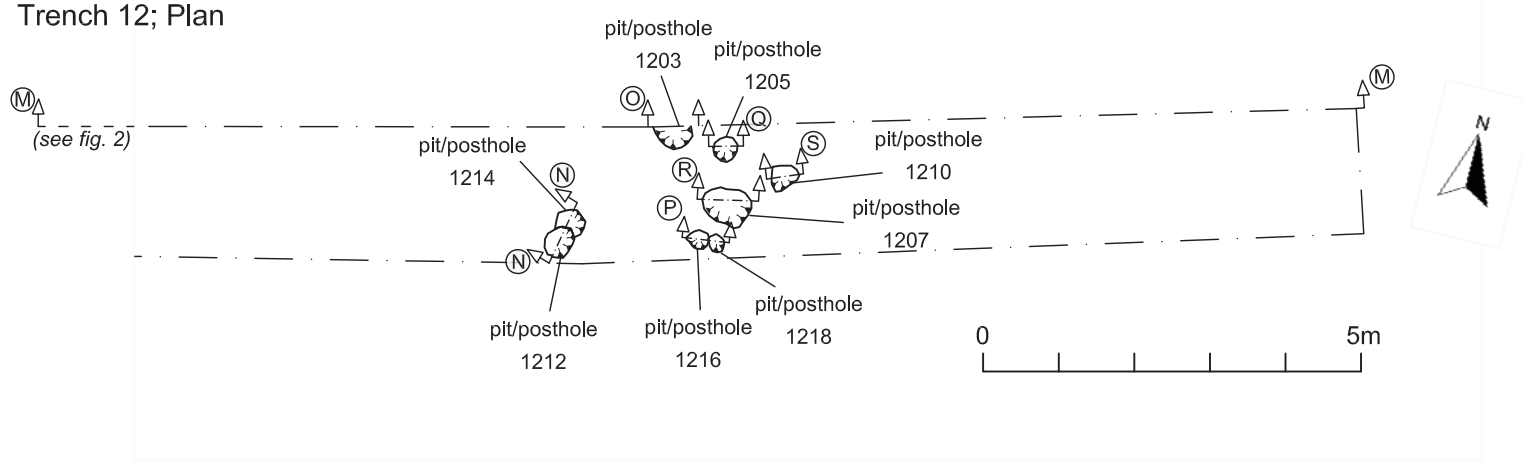 Trench 12; Plan
pit/posthole
1203
pit/posthole
1205
M
(see fig. 2)
O
Q
M
N
pit/posthole
1214
N
R
S
pit/posthole
1210
P
pit/posthole
1207
N
pit/posthole
1212
pit/posthole
1216
pit/posthole
1218
0
5m